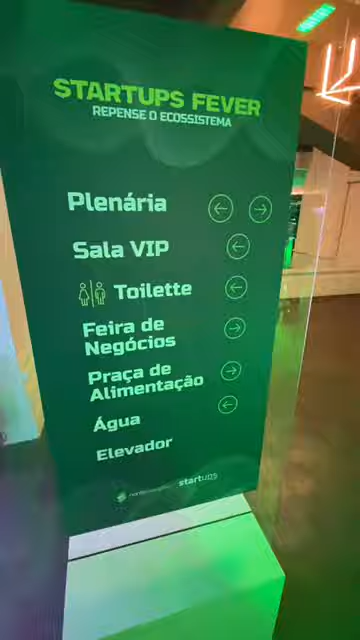 STARTUPS FEVER
REPENSE O ECOSSISTEMA
Plenária
Sala VIP
Toilette
Feira de
Negócios
Praça de
Alimentação
Água
Elevador
startups